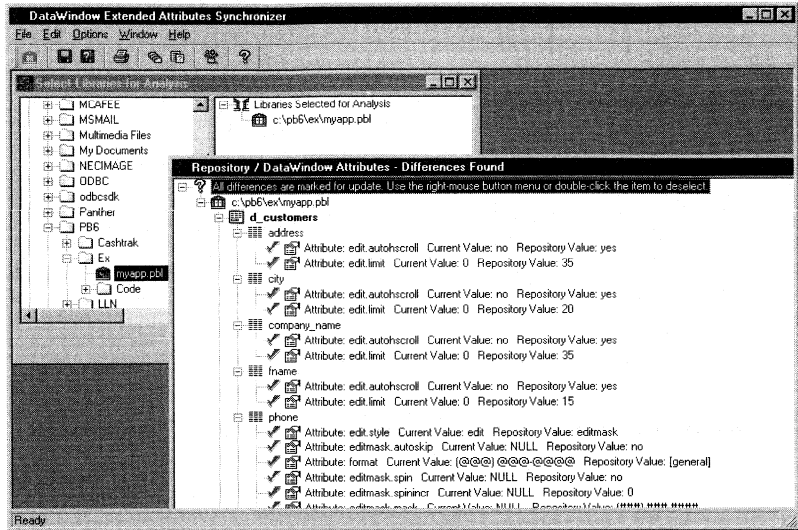 DataWindow Extended Attributes Synchronizer
File Edit Options Window Help
Select Libraries for Analysis
MCAFEE
MSMAIL
Multimedia Files
My Documents
NECIMAGE
ODBC
odbcsdk
Panther
PB6
Cashtrak
Ex
myapp.pbl
Code
LLN
Libraries Selected for Analysis
c:\pb6\ex\myapp.pbl
Repository / DataWindow Attributes - Differences Found
All differences are marked for update. Use the right-mouse button menu or double-click the item to deselect.
c:\pb6\ex\myapp.pbl
d_customers
address
Attribute: edit.autohscroll Current Value: no Repository Value: yes
Attribute: edit.limit Current Value: 0 Repository Value: 35
city
Attribute: edit.autohscroll Current Value: no Repository Value: yes
Attribute: edit.limit Current Value: 0 Repository Value: 20
company_name
Attribute: edit.autohscroll Current Value: no Repository Value: yes
Attribute: edit.limit Current Value: 0 Repository Value: 35
fname
Attribute: edit.autohscroll Current Value: no Repository Value: yes
Attribute: edit.limit Current Value: 0 Repository Value: 15
phone
Attribute: edit.style Current Value: edit Repository Value: editmask
Attribute: editmask.autoskip Current Value: NULL Repository Value: no
Attribute: format Current Value: (@@@) @@@-@@@@ Repository Value: [general]
Attribute: editmask.spin Current Value: NULL Repository Value: no
Attribute: editmask.spinincr Current Value: NULL Repository Value: 0
Attribute: editmask.mask Current Value: NULL Repository Value: (###) ###-####
Ready